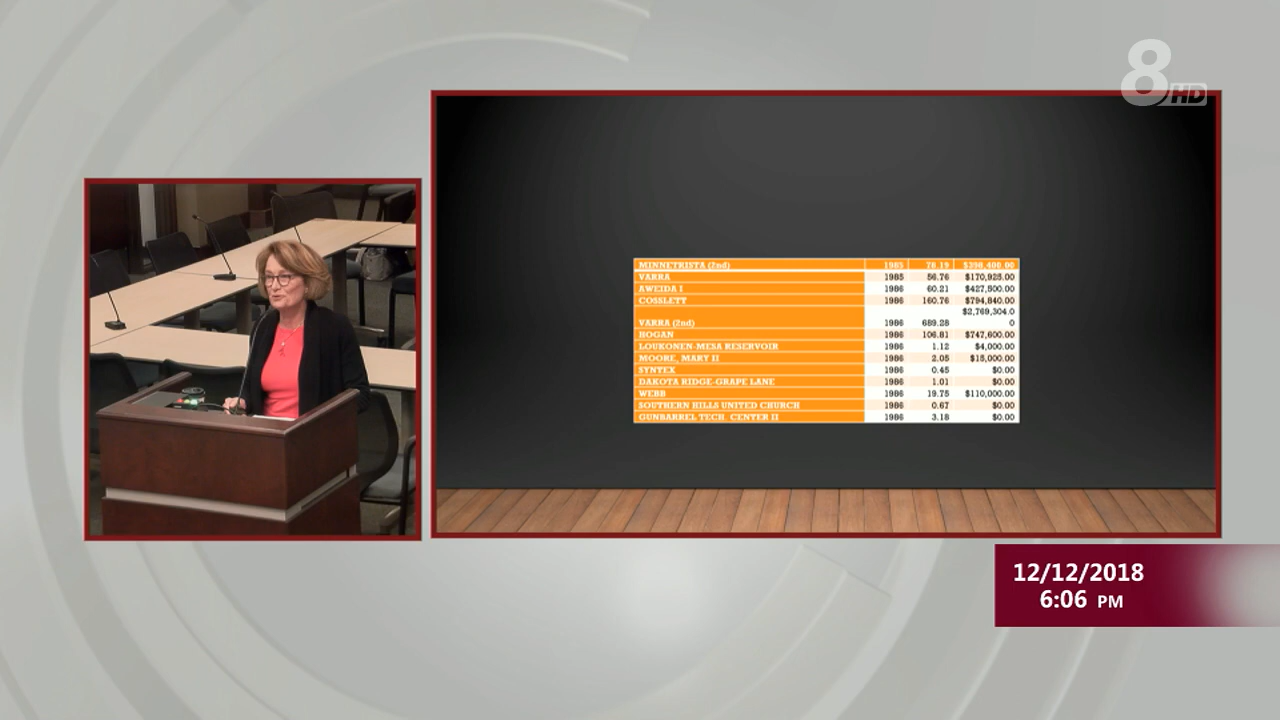 8HD
MINNETRISTA (2nd) 1985 76.19 $398,400.00
VARRA 1985 56.76 $170,925.00
AWEIDA I 1986 60.21 $427,500.00
COSSLETT 1986 160.76 $794,840.00
$2,769,304.0
VARRA (2nd) 1986 689.28 0
HOGAN 1986 106.81 $747,600.00
LOUKONEN-MESA RESERVOIR 1986 1.12 $4,000.00
MOORE, MARY II 1986 2.05 $15,000.00
SYNTEX 1986 0.45 $0.00
DAKOTA RIDGE-GRAPE LANE 1986 1.01 $0.00
WEBB 1986 19.75 $110,000.00
SOUTHERN HILLS UNITED CHURCH 1986 0.67 $0.00
GUNBARREL TECH CENTER II 1986 3.18 $0.00
12/12/2018
6:06 PM